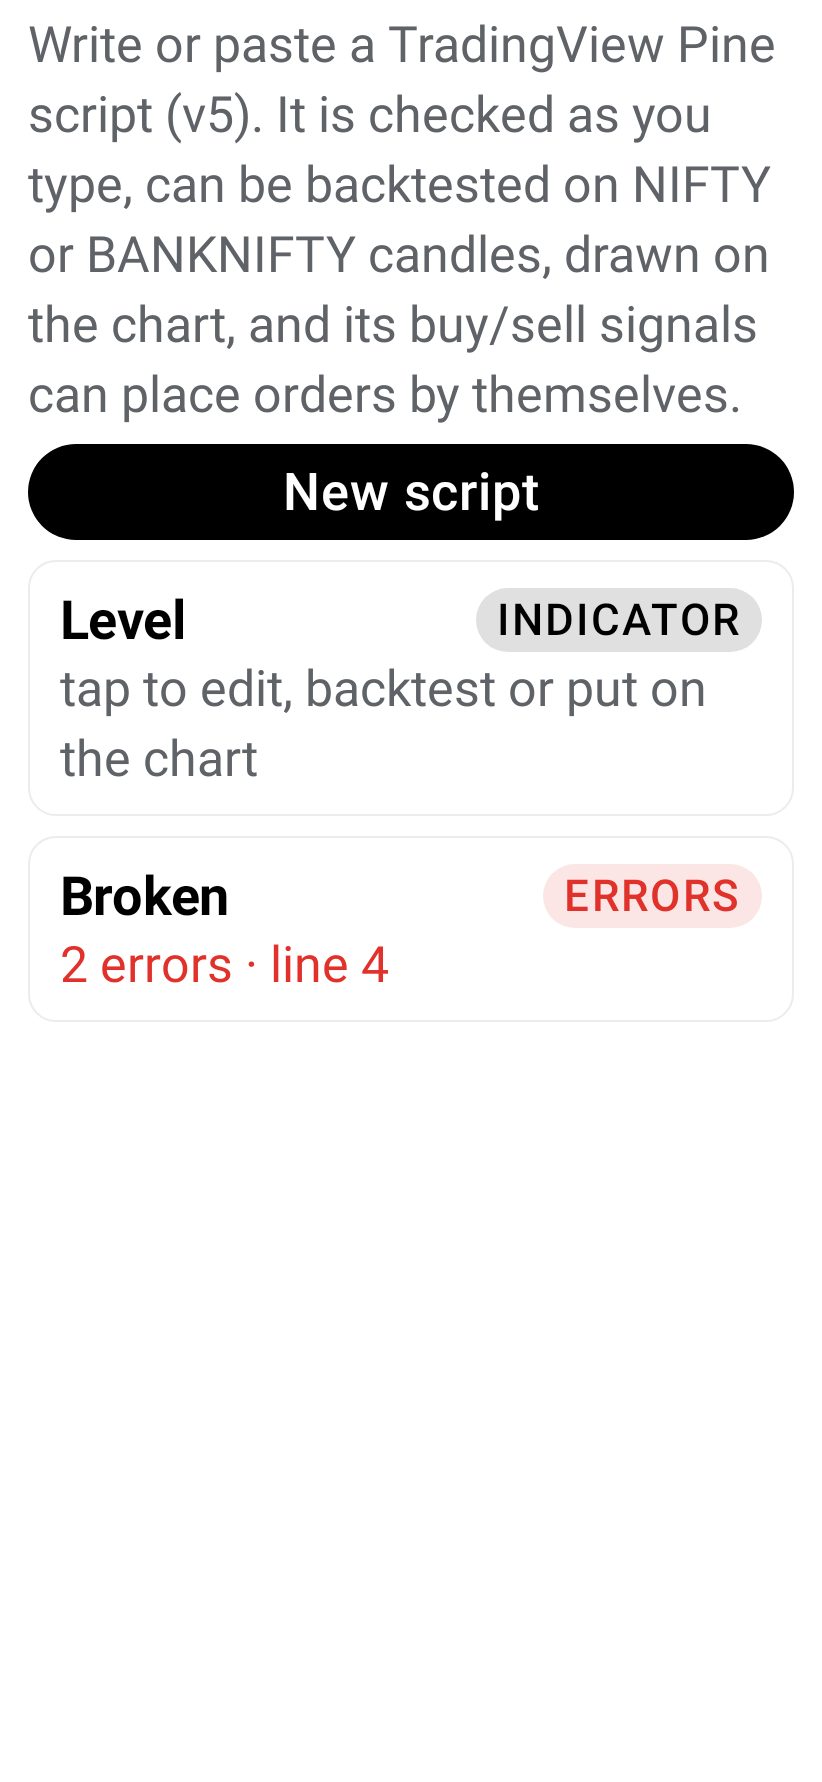 Write or paste a TradingView Pine
script (v5). It is checked as you
type, can be backtested on NIFTY
or BANKNIFTY candles, drawn on
the chart, and its buy/sell signals
can place orders by themselves.
New script
Level
INDICATOR
tap to edit, backtest or put on
the chart
Broken
ERRORS
2 errors · line 4